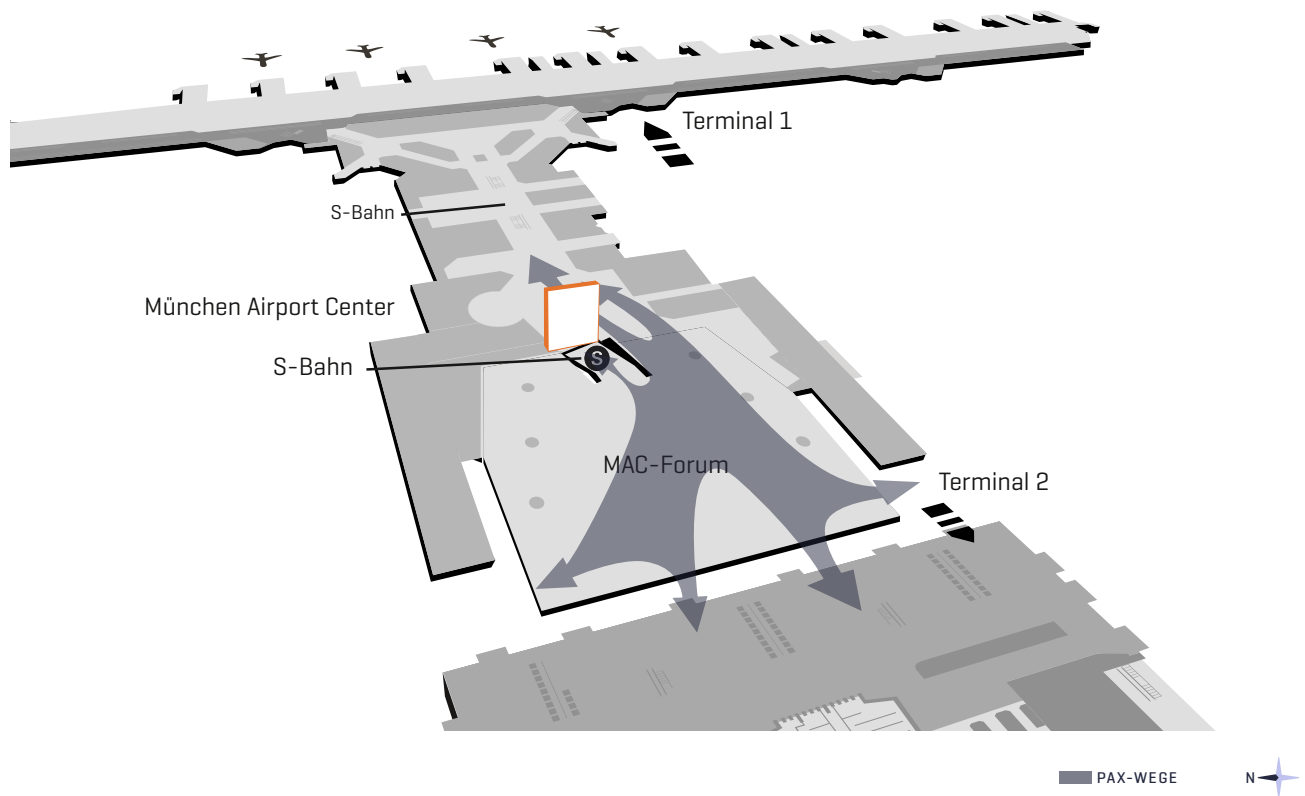 Terminal 1
S-Bahn
München Airport Center
S-Bahn
S
MAC-Forum
Terminal 2
PAX-WEGE
N